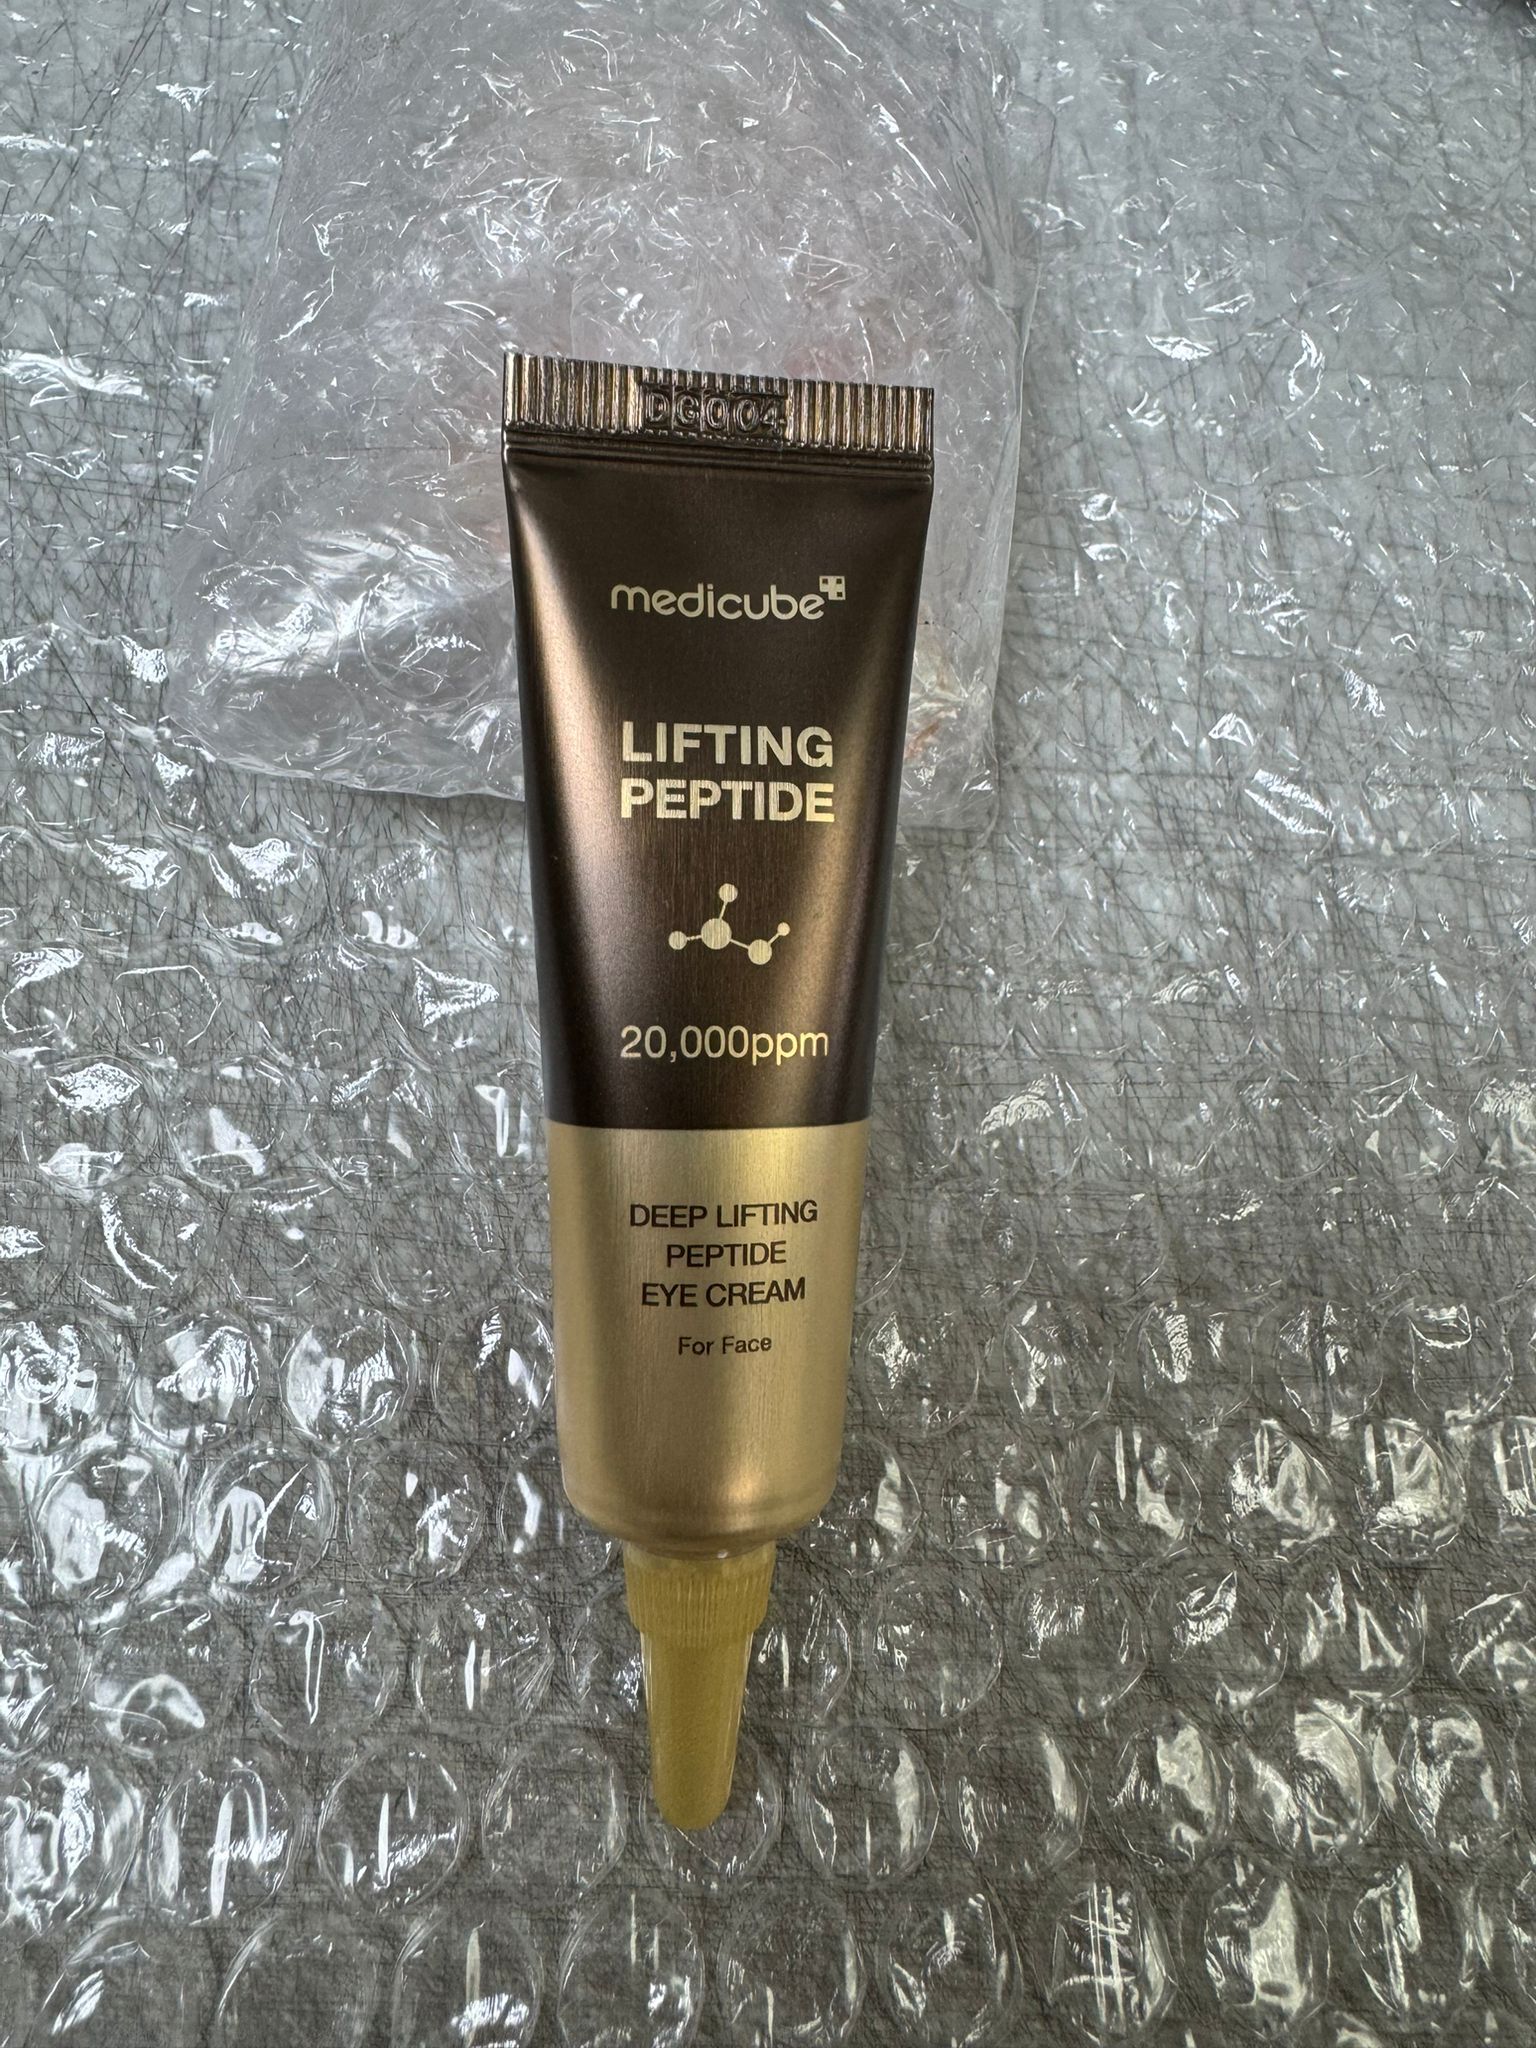 DG004
medicube
LIFTING
PEPTIDE
20,000ppm
DEEP LIFTING
PEPTIDE
EYE CREAM
For Face